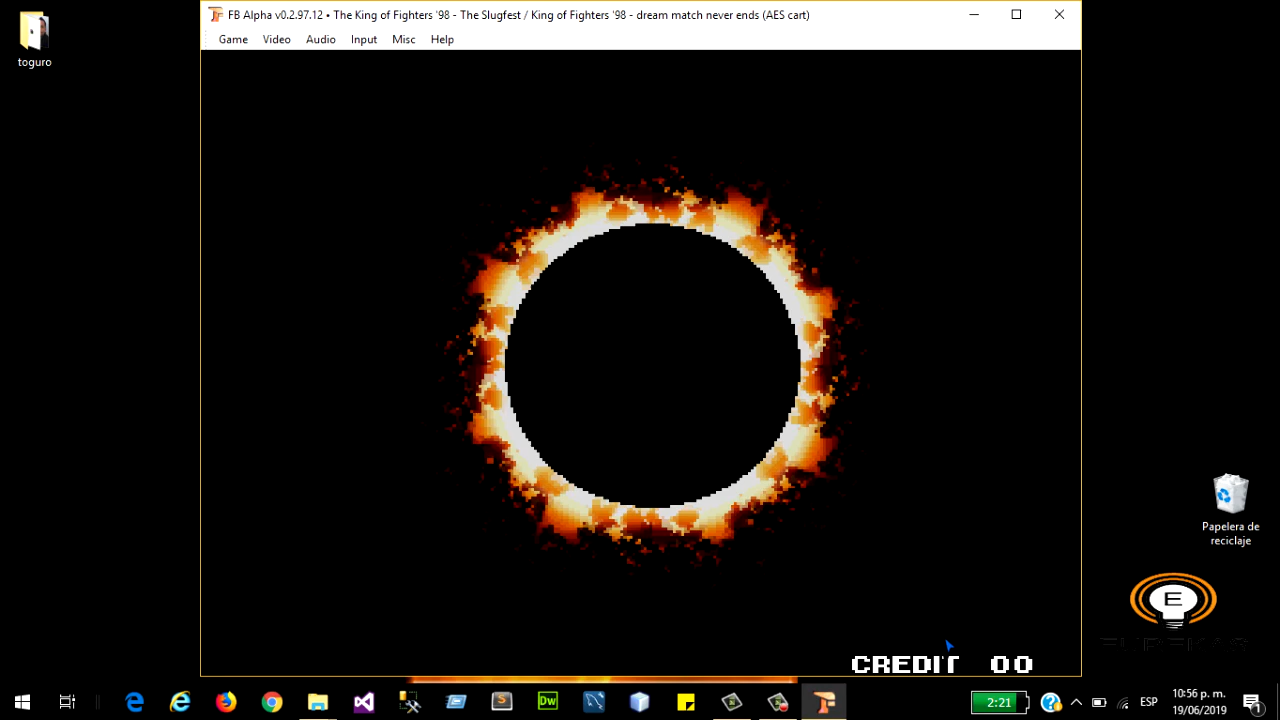 toguro
FB Alpha v0.2.97.12 • The King of Fighters '98 - The Slugfest / King of Fighters '98 - dream match never ends (AES cart)
Game Video Audio Input Misc Help
CREDIT 00
Papelera de
reciclaje
E
Dw
2:21
ESP
10:56 p. m.
19/06/2019
1